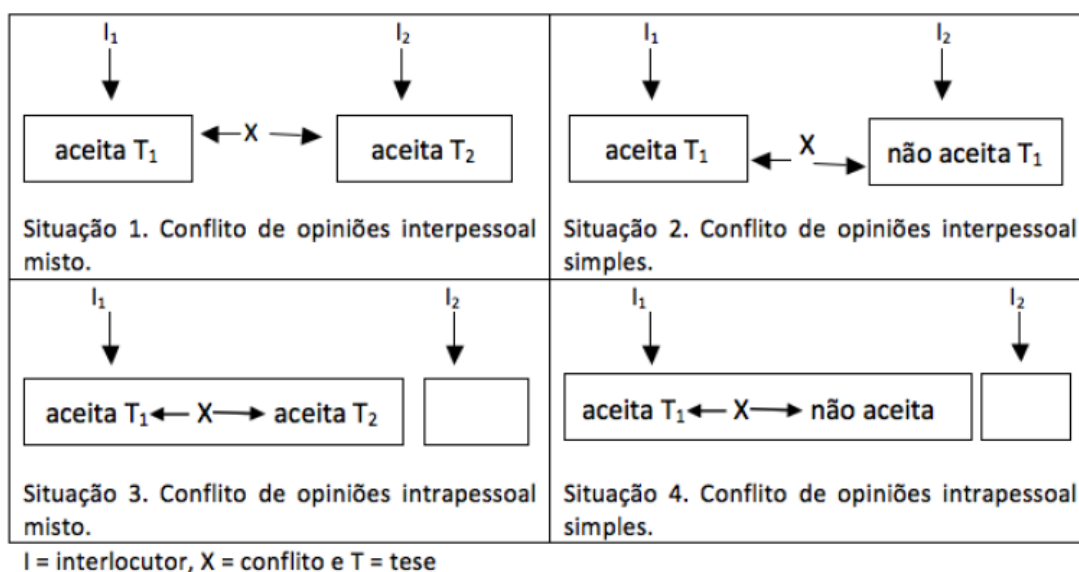 I₁ I₂
aceita T₁ X aceita T₂
Situação 1. Conflito de opiniões interpessoal
misto.
I₁ I₂
aceita T₁ X não aceita T₁
Situação 2. Conflito de opiniões interpessoal
simples.
I₁ I₂
aceita T₁ X aceita T₂
Situação 3. Conflito de opiniões intrapessoal
misto.
I₁ I₂
aceita T₁ X não aceita
Situação 4. Conflito de opiniões intrapessoal
simples.
I = interlocutor, X = conflito e T = tese